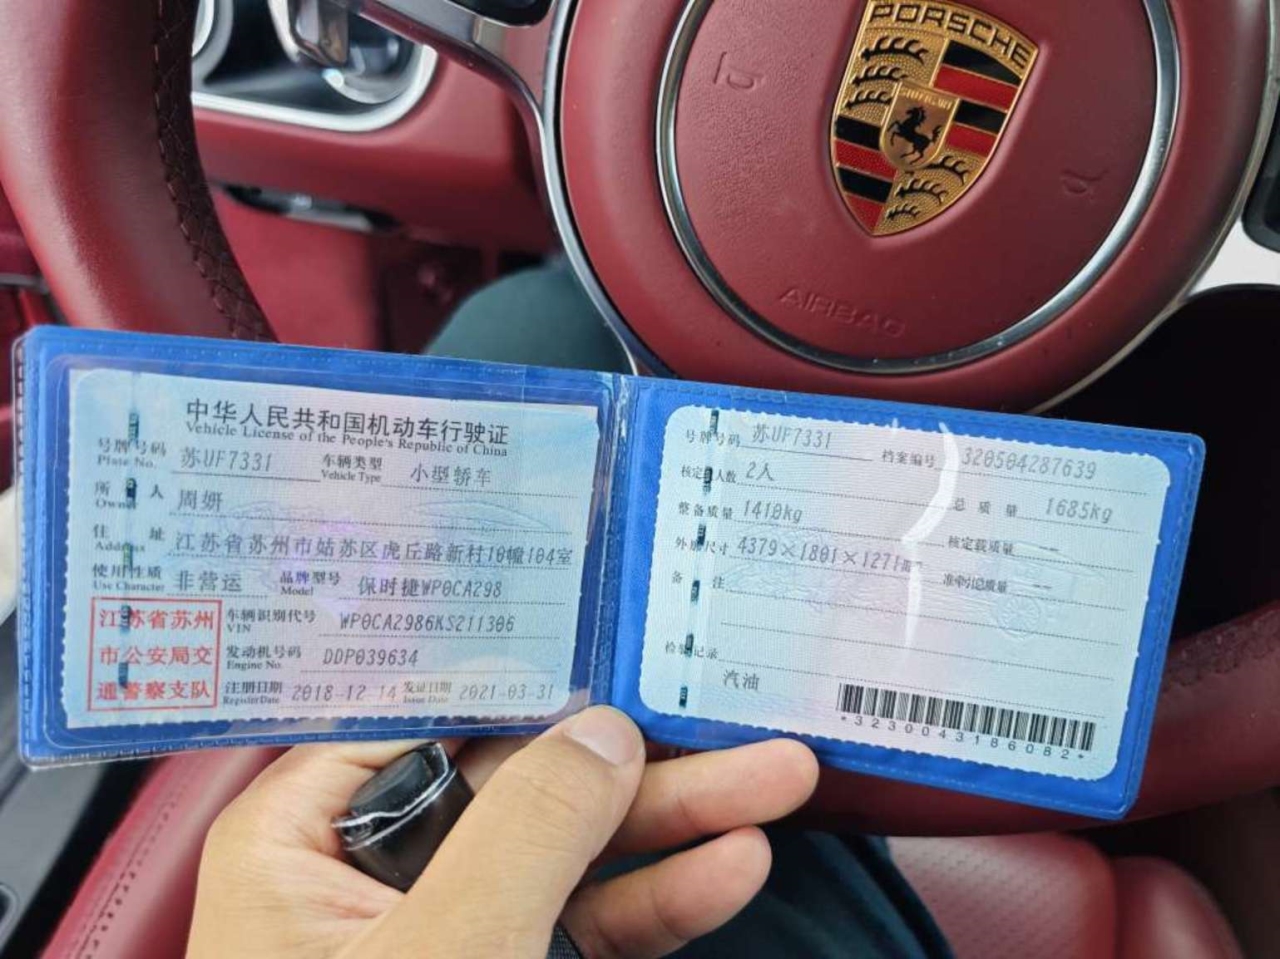 PORSCHE
AIRBAG
中华人民共和国机动车行驶证
Vehicle License of the People's Republic of China
号牌号码 苏UF7331 车辆类型 小型轿车
Plate No. Vehicle Type
所 人 周妍
Owner
住 址 江苏省苏州市姑苏区虎丘路新村10幢104室
Address
使用性质 非营运 品牌型号 保时捷WP0CA298
Use Character Model
江苏省苏州
市公安局交
通警察支队
车辆识别代号 WP0CA2986KS211306
VIN
发动机号码 DDP039634
Engine No.
注册日期 2018-12-14 发证日期 2021-03-31
Register Date Issue Date
号牌号码 苏UF7331 档案编号 320504287639
核定 人数 2人 总质量 1685kg
整备质量 1410kg 核定载质量 --
外廓尺寸 4379×1801×1271 准牵引总质量 --
备 注
检验记录
汽油
*3230043186082*